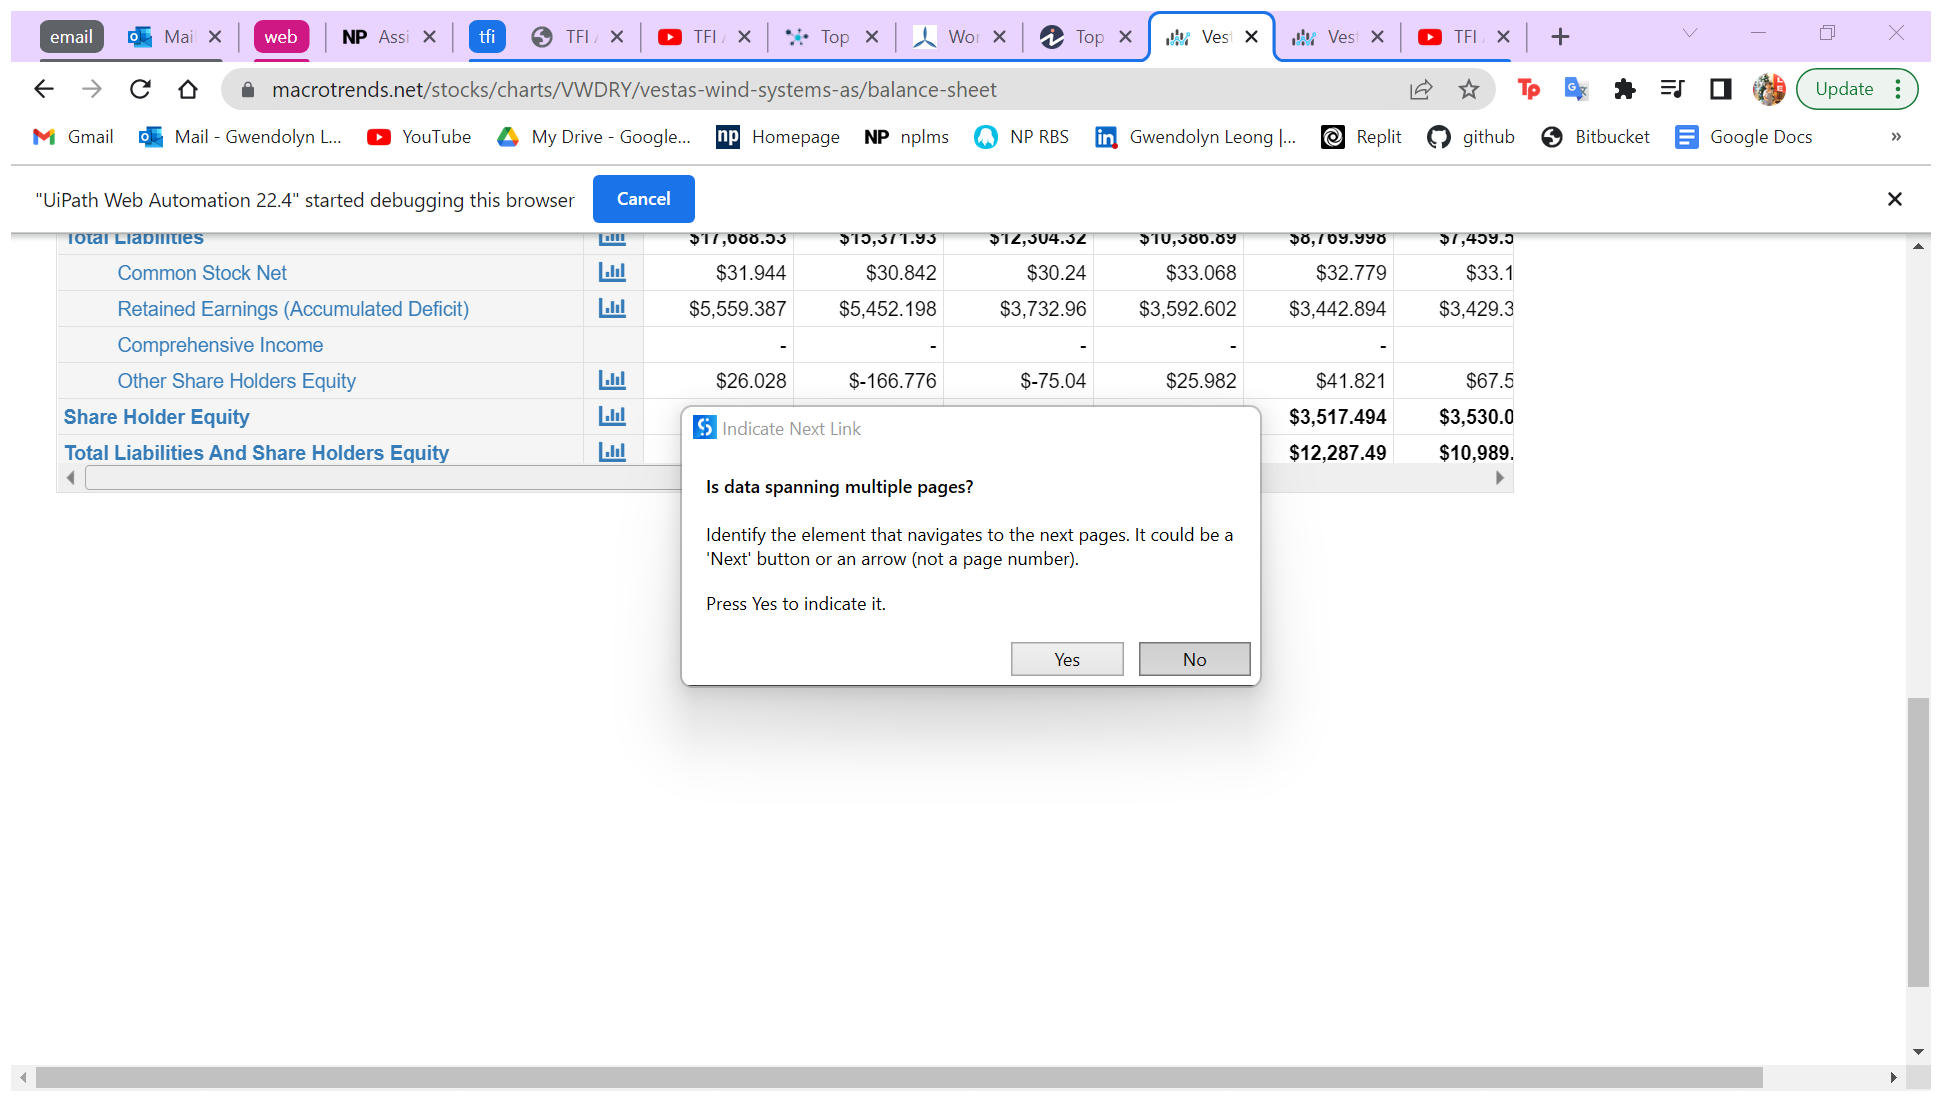 email Mai web NP Assi tfi TFI TFI Top Wor Top Vest Vest TFI
macrotrends.net/stocks/charts/VWDRY/vestas-wind-systems-as/balance-sheet Tp Update
Gmail Mail - Gwendolyn L... YouTube My Drive - Google... np Homepage NP nplms NP RBS in Gwendolyn Leong |... Replit github Bitbucket Google Docs »
"UiPath Web Automation 22.4" started debugging this browser Cancel
Total Liabilities $17,688.53 $15,371.93 $12,304.32 $10,386.89 $8,769.998 $7,459.5
Common Stock Net $31.944 $30.842 $30.24 $33.068 $32.779 $33.1
Retained Earnings (Accumulated Deficit) $5,559.387 $5,452.198 $3,732.96 $3,592.602 $3,442.894 $3,429.3
Comprehensive Income - - - - -
Other Share Holders Equity $26.028 $-166.776 $-75.04 $25.982 $41.821 $67.5
Share Holder Equity $3,517.494 $3,530.0
Total Liabilities And Share Holders Equity $12,287.49 $10,989.
Indicate Next Link
Is data spanning multiple pages?
Identify the element that navigates to the next pages. It could be a
'Next' button or an arrow (not a page number).
Press Yes to indicate it.
Yes No